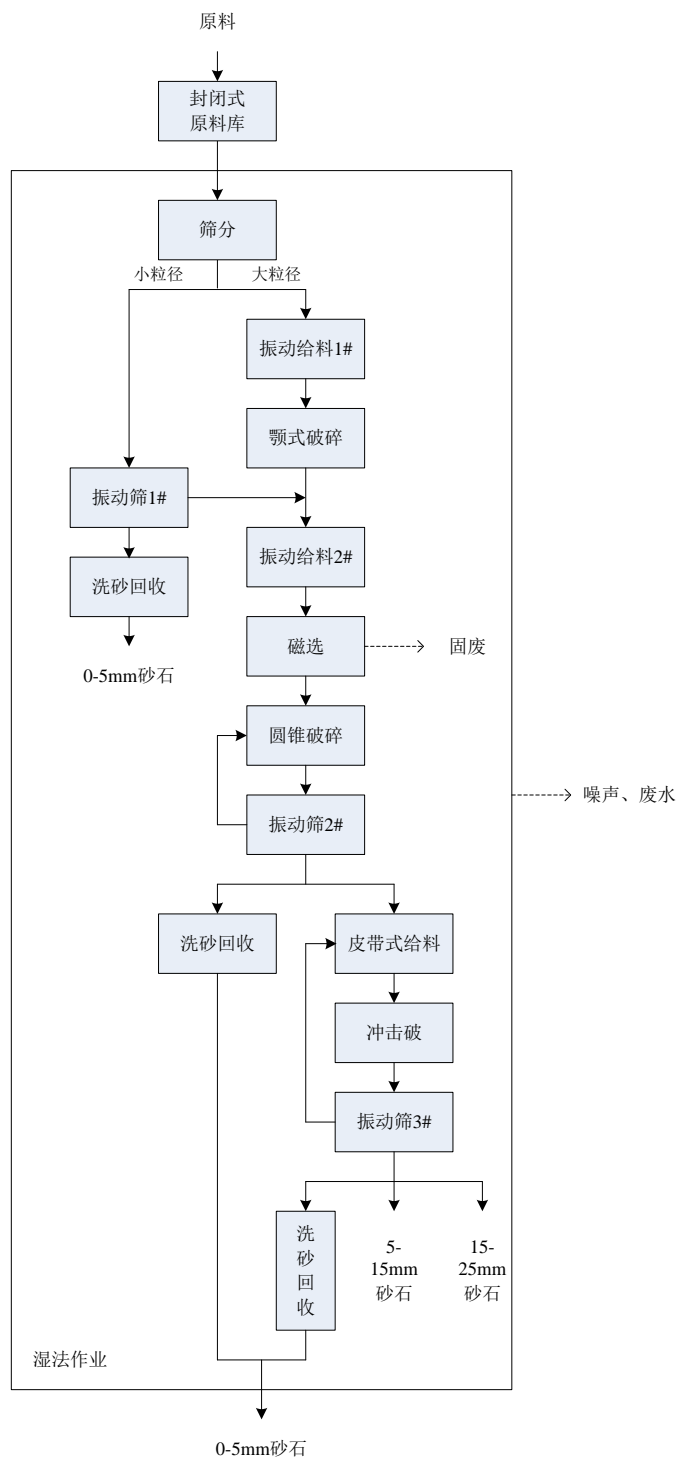 原料
封闭式
原料库
筛分
小粒径
大粒径
振动给料1#
颚式破碎
振动筛1#
振动给料2#
洗砂回收
磁选
固废
0-5mm砂石
圆锥破碎
噪声、废水
振动筛2#
洗砂回收
皮带式给料
冲击破
振动筛3#
洗
砂
回
收
5-
15mm
砂石
15-
25mm
砂石
湿法作业
0-5mm砂石